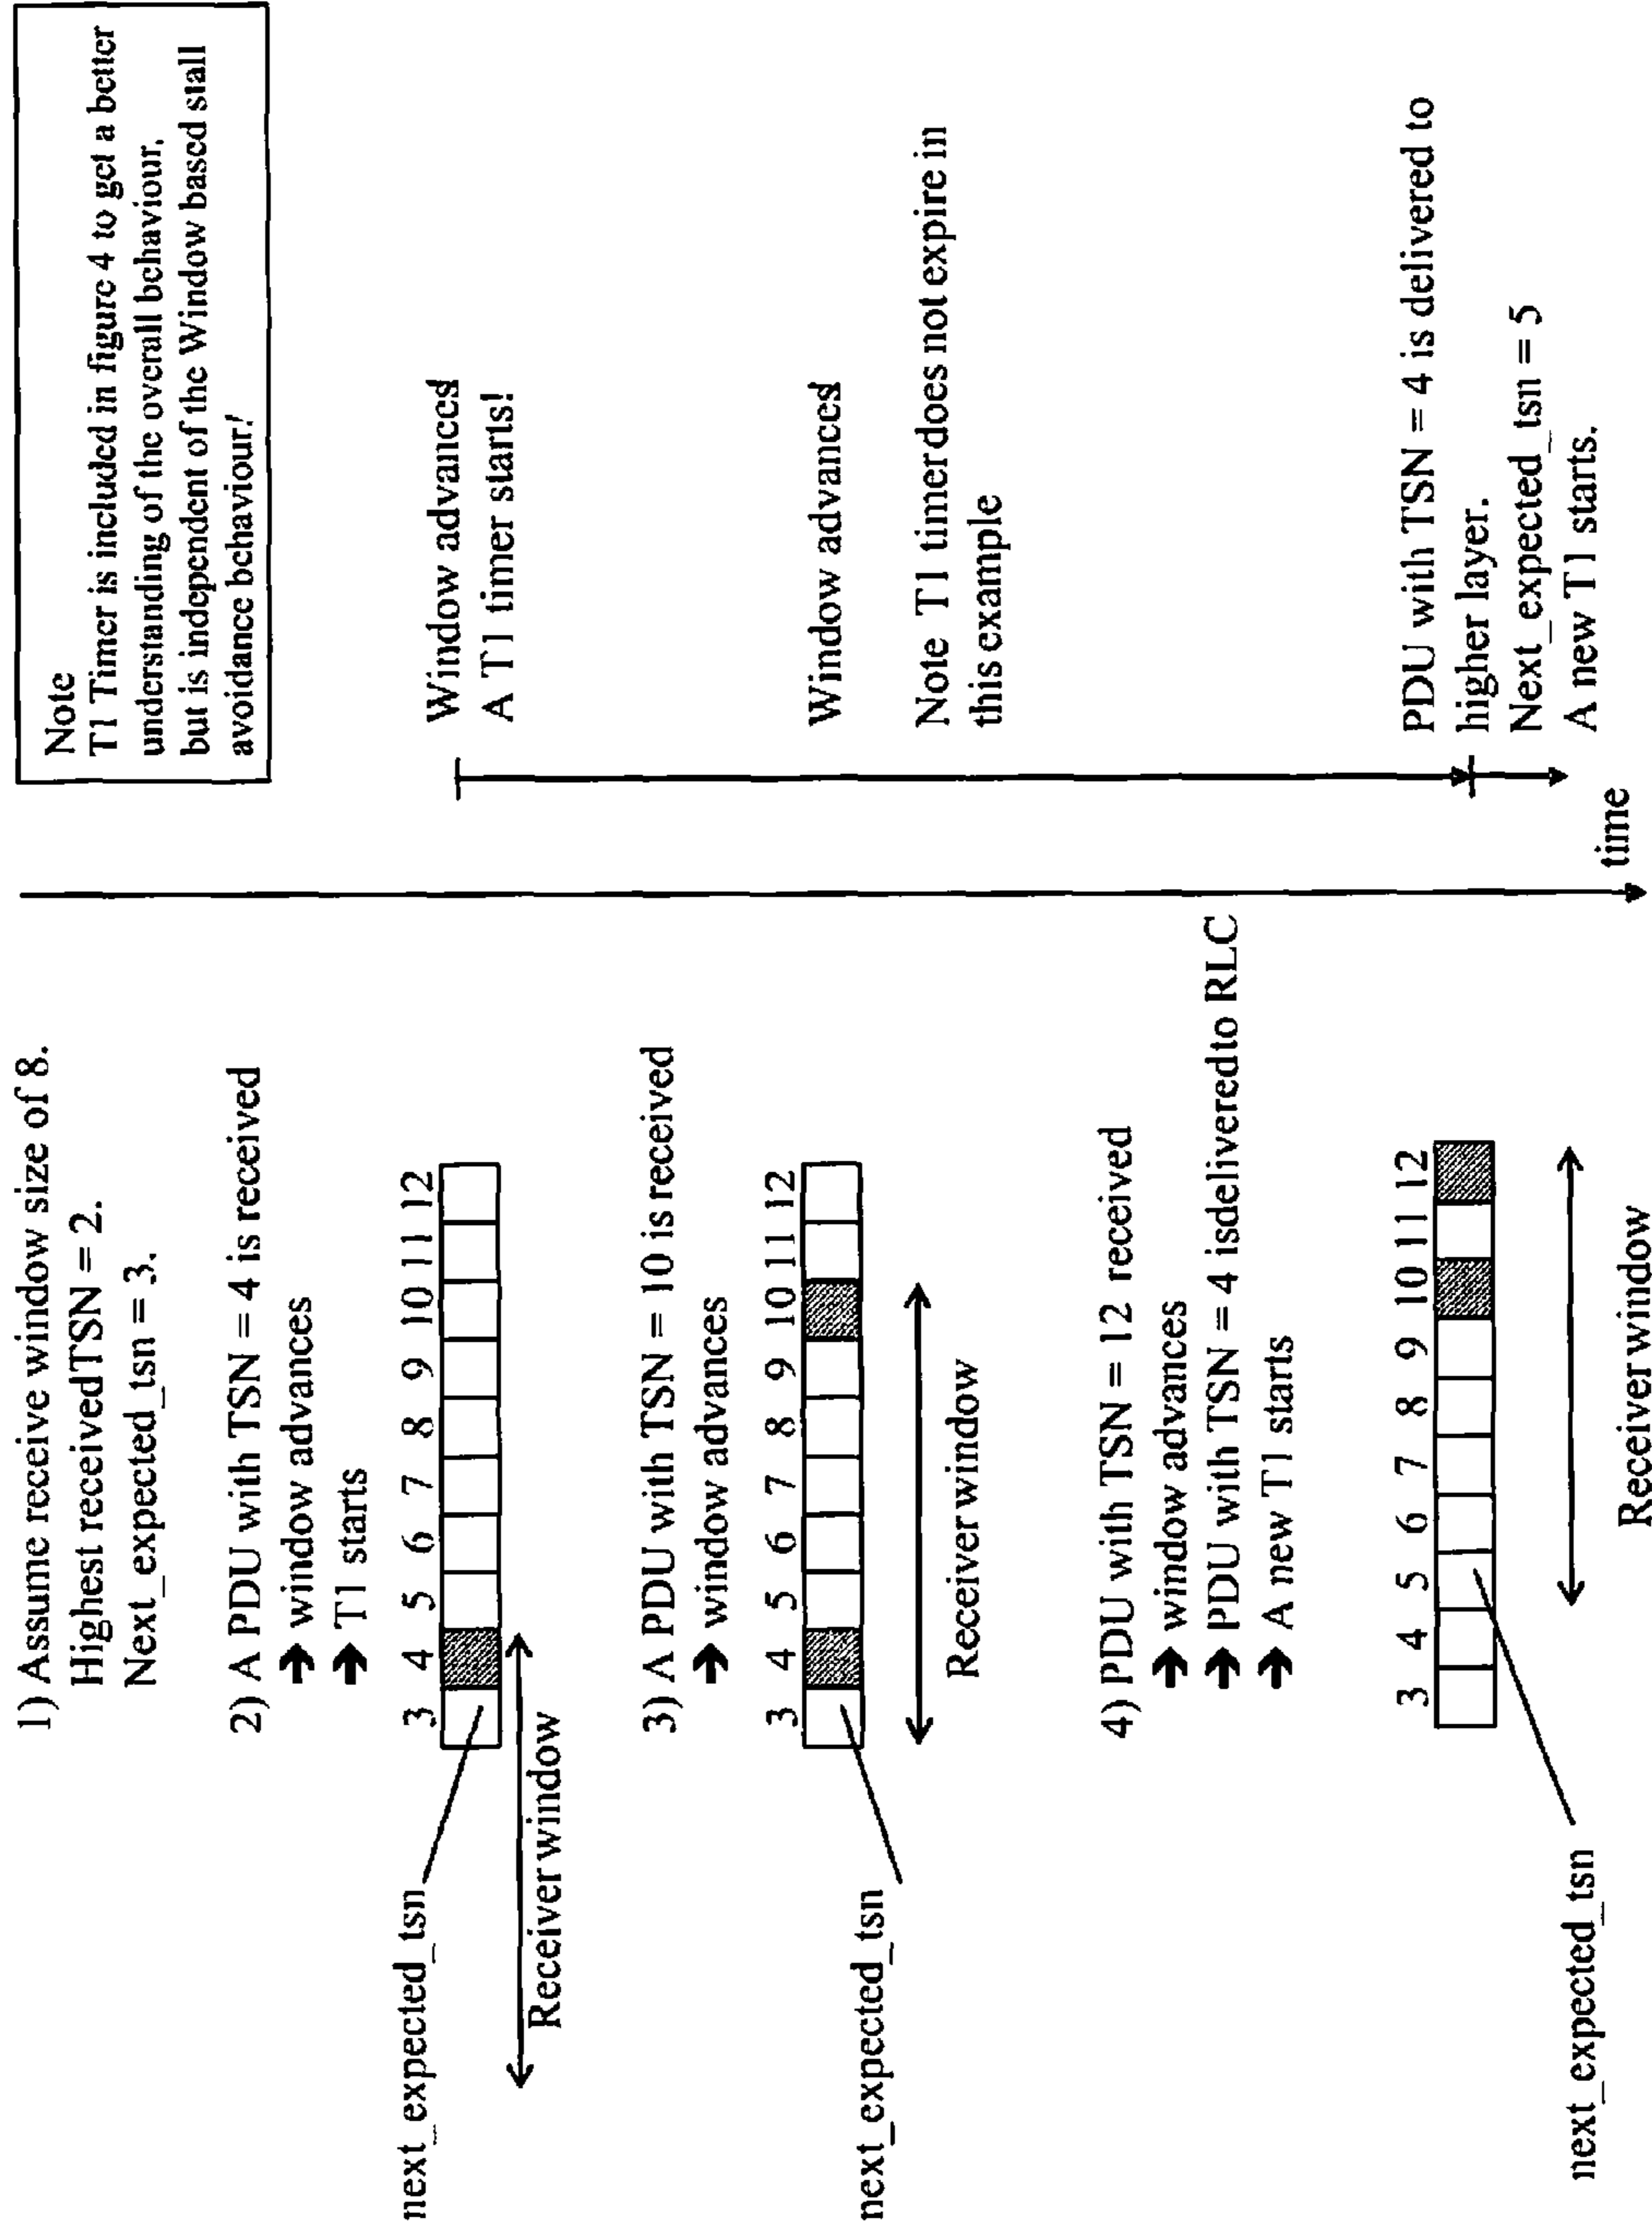 1) Assume receive window size of 8.
Highest received TSN = 2.
Next_expected_tsn = 3.
2) A PDU with TSN = 4 is received
➔ window advances
➔ T1 starts
3 4 5 6 7 8 9 10 11 12
next_expected_tsn
Receiver window
3) A PDU with TSN = 10 is received
➔ window advances
3 4 5 6 7 8 9 10 11 12
next_expected_tsn
Receiver window
4) PDU with TSN = 12 received
➔ window advances
➔ PDU with TSN = 4 isdeliveredto RLC
➔ A new T1 starts
3 4 5 6 7 8 9 10 11 12
next_expected_tsn
Receiver window
time
Note
T1 Timer is included in figure 4 to get a better
understanding of the overall behaviour,
but is independent of the Window based stall
avoidance behaviour!
Window advances
A T1 timer starts!
Window advances
Note T1 timer does not expire in
this example
PDU with TSN = 4 is delivered to
higher layer.
Next_expected_tsn = 5
A new T1 starts.